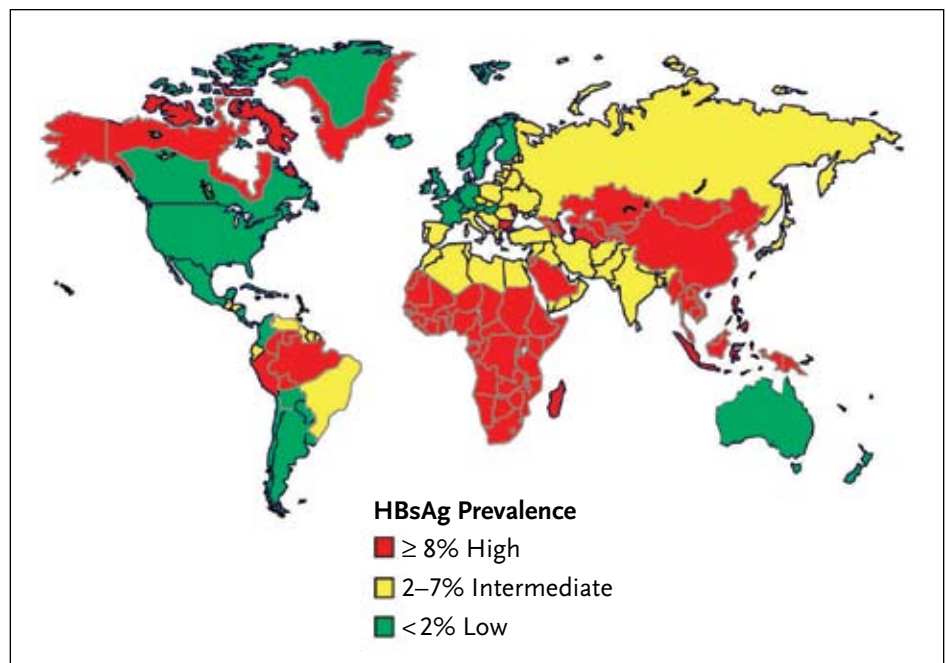 HBsAg Prevalence
≥ 8% High
2–7% Intermediate
<2% Low